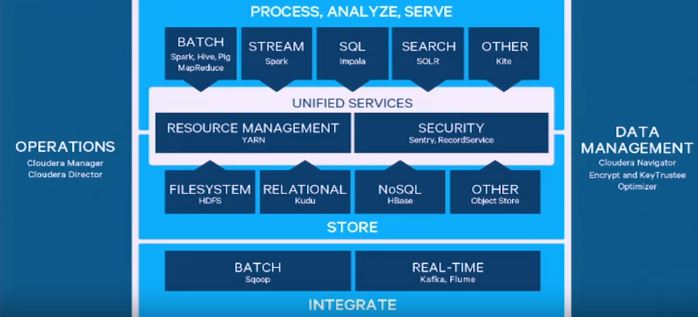 PROCESS, ANALYZE, SERVE
BATCH
Spark, Hive, Pig
MapReduce
STREAM
Spark
SQL
Impala
SEARCH
SOLR
OTHER
Kite
UNIFIED SERVICES
RESOURCE MANAGEMENT
YARN
SECURITY
Sentry, RecordService
OPERATIONS
Cloudera Manager
Cloudera Director
DATA
MANAGEMENT
Cloudera Navigator
Encrypt and KeyTrustee
Optimizer
FILESYSTEM
HDFS
RELATIONAL
Kudu
NoSQL
HBase
OTHER
Object Store
STORE
BATCH
Sqoop
REAL-TIME
Kafka, Flume
INTEGRATE